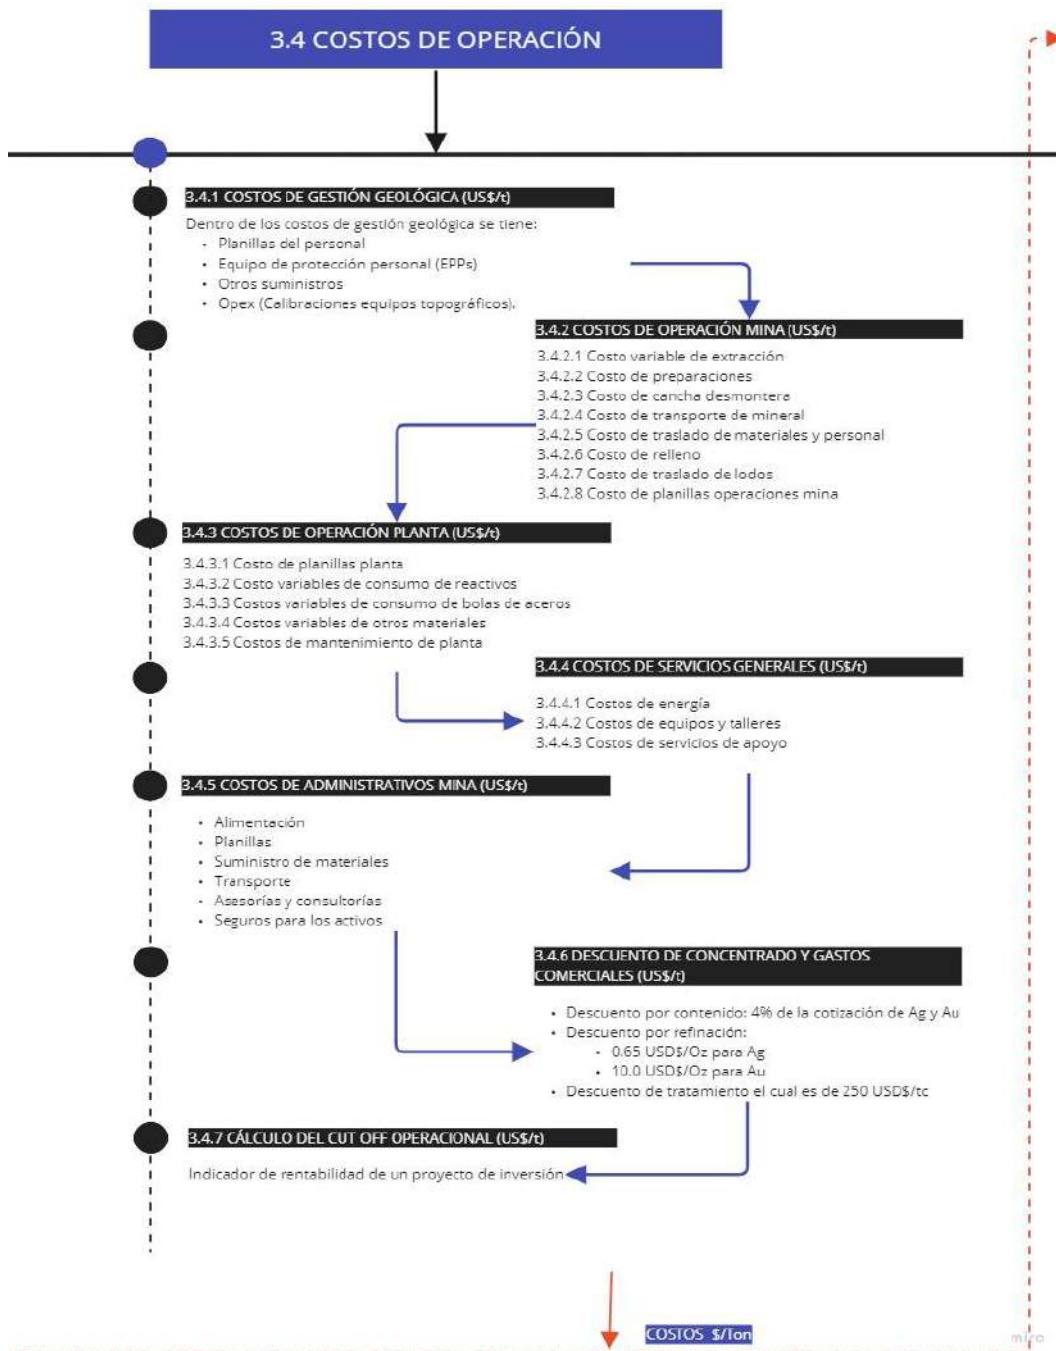 3.4 COSTOS DE OPERACIÓN
3.4.1 COSTOS DE GESTIÓN GEOLÓGICA (US$/t)
Dentro de los costos de gestión geológica se tiene:
• Planillas del personal
• Equipo de protección personal (EPPs)
• Otros suministros
• Opex (Calibraciones equipos topográficos).
3.4.2 COSTOS DE OPERACIÓN MINA (US$/t)
3.4.2.1 Costo variable de extracción
3.4.2.2 Costo de preparaciones
3.4.2.3 Costo de cancha desmontera
3.4.2.4 Costo de transporte de mineral
3.4.2.5 Costo de traslado de materiales y personal
3.4.2.6 Costo de relleno
3.4.2.7 Costo de traslado de lodos
3.4.2.8 Costo de planillas operaciones mina
3.4.3 COSTOS DE OPERACIÓN PLANTA (US$/t)
3.4.3.1 Costo de planillas planta
3.4.3.2 Costo variables de consumo de reactivos
3.4.3.3 Costos variables de consumo de bolas de aceros
3.4.3.4 Costos variables de otros materiales
3.4.3.5 Costos de mantenimiento de planta
3.4.4 COSTOS DE SERVICIOS GENERALES (US$/t)
3.4.4.1 Costos de energía
3.4.4.2 Costos de equipos y talleres
3.4.4.3 Costos de servicios de apoyo
3.4.5 COSTOS DE ADMINISTRATIVOS MINA (US$/t)
• Alimentación
• Planillas
• Suministro de materiales
• Transporte
• Asesorías y consultorías
• Seguros para los activos
3.4.6 DESCUENTO DE CONCENTRADO Y GASTOS
COMERCIALES (US$/t)
• Descuento por contenido: 4% de la cotización de Ag y Au
• Descuento por refinación:
• 0.65 USD$/Oz para Ag
• 10.0 USD$/Oz para Au
• Descuento de tratamiento el cual es de 250 USD$/tc
3.4.7 CÁLCULO DEL CUT OFF OPERACIONAL (US$/t)
Indicador de rentabilidad de un proyecto de inversión
COSTOS $/Ton
miro